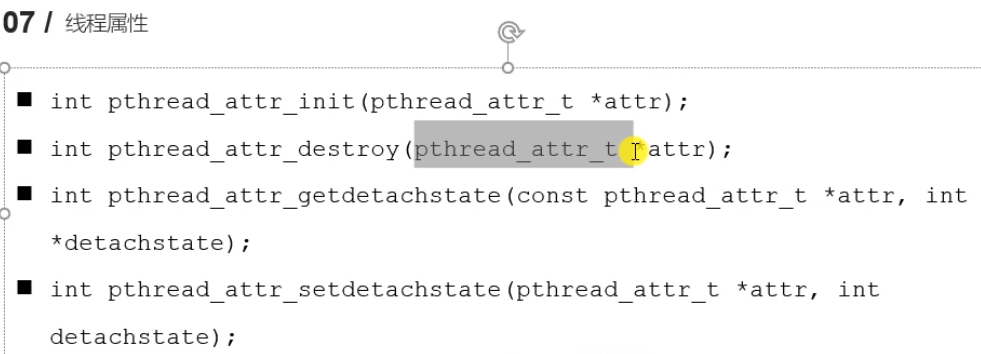 07 / 线程属性
■ int pthread_attr_init(pthread_attr_t *attr);
■ int pthread_attr_destroy(pthread_attr_t *attr);
■ int pthread_attr_getdetachstate(const pthread_attr_t *attr, int
*detachstate);
■ int pthread_attr_setdetachstate(pthread_attr_t *attr, int
detachstate);